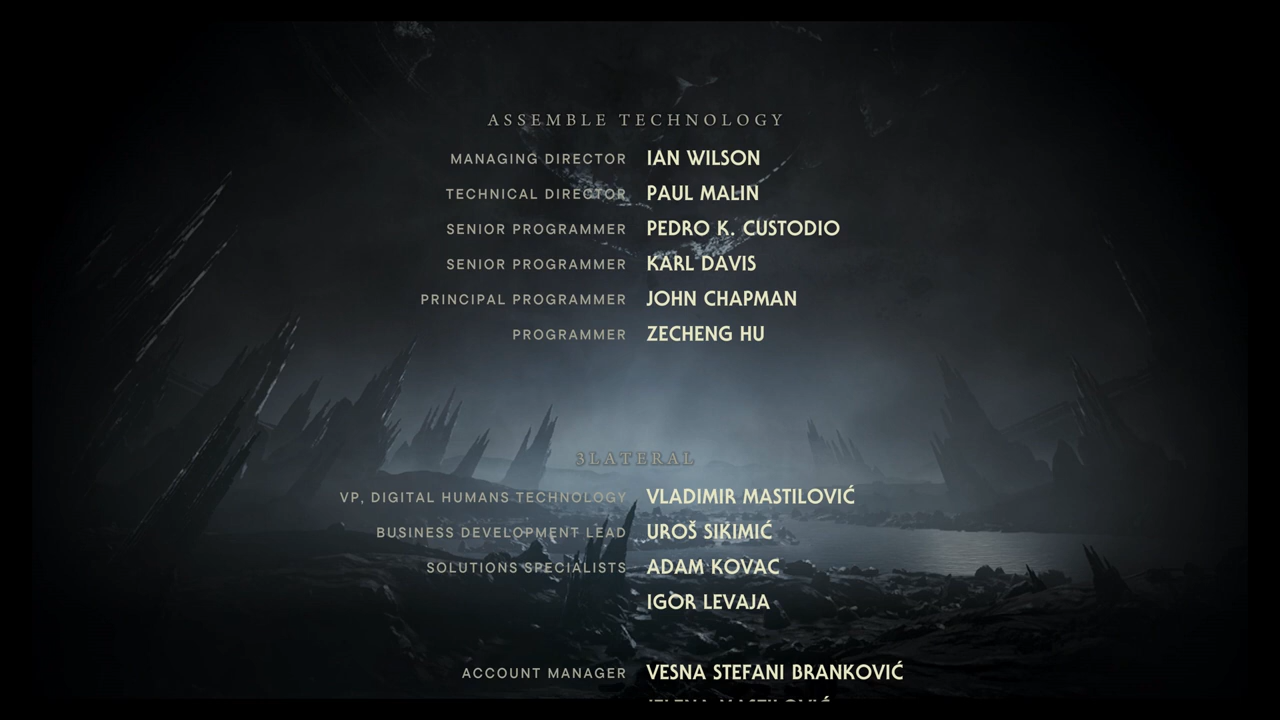 ASSEMBLE TECHNOLOGY
MANAGING DIRECTOR IAN WILSON
TECHNICAL DIRECTOR PAUL MALIN
SENIOR PROGRAMMER PEDRO K. CUSTODIO
SENIOR PROGRAMMER KARL DAVIS
PRINCIPAL PROGRAMMER JOHN CHAPMAN
PROGRAMMER ZECHENG HU
3LATERAL
VP, DIGITAL HUMANS TECHNOLOGY VLADIMIR MASTILOVIĆ
BUSINESS DEVELOPMENT LEAD UROŠ SIKIMIĆ
SOLUTIONS SPECIALISTS ADAM KOVAC
IGOR LEVAJA
ACCOUNT MANAGER VESNA STEFANI BRANKOVIĆ